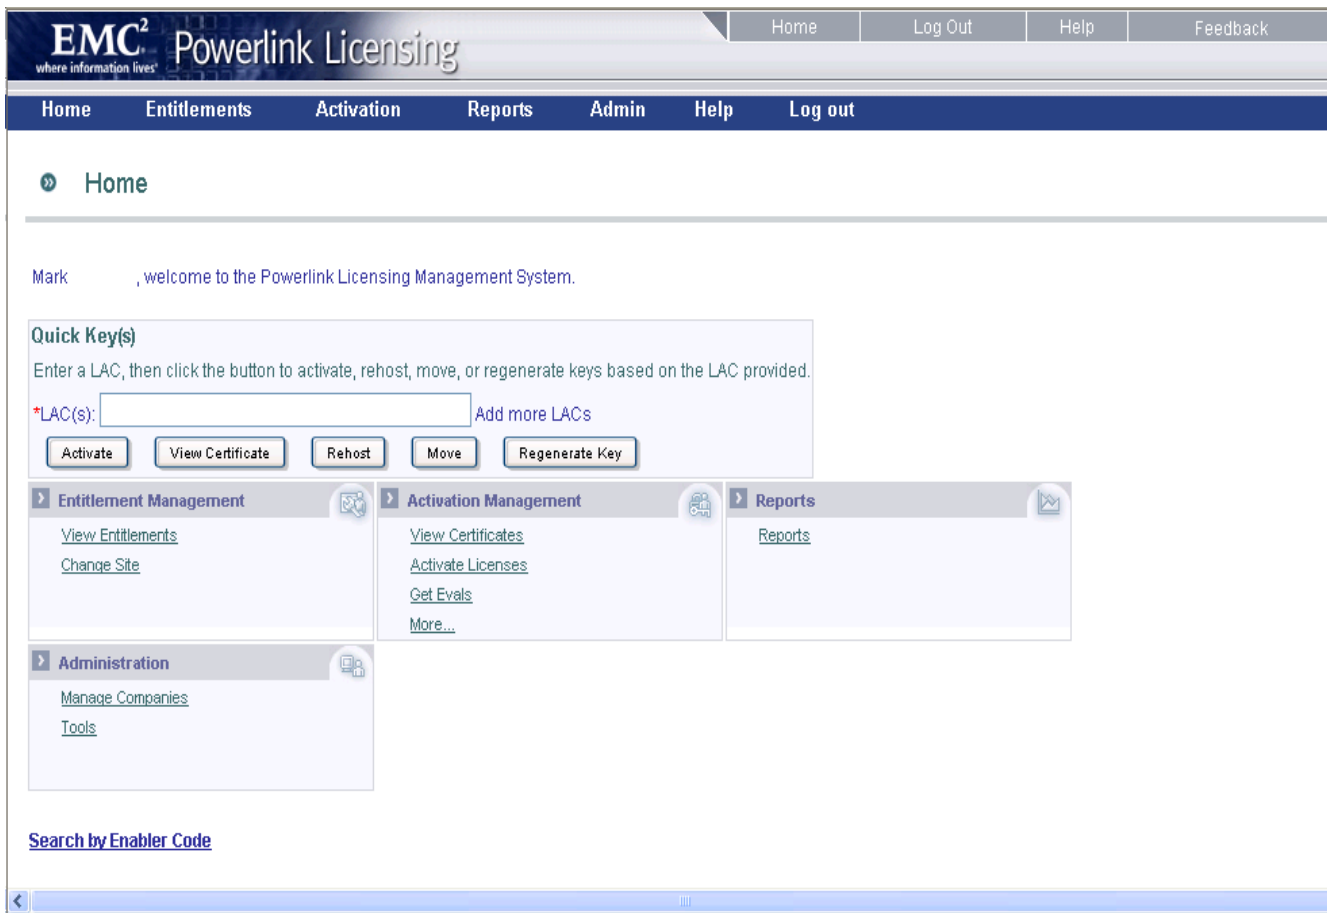 EMC² Powerlink Licensing
where information lives®
Home Log Out Help Feedback
Home Entitlements Activation Reports Admin Help Log out
Home
Mark , welcome to the Powerlink Licensing Management System.
Quick Key(s)
Enter a LAC, then click the button to activate, rehost, move, or regenerate keys based on the LAC provided.
*LAC(s): Add more LACs
Activate View Certificate Rehost Move Regenerate Key
Entitlement Management
View Entitlements
Change Site
Activation Management
View Certificates
Activate Licenses
Get Evals
More...
Reports
Reports
Administration
Manage Companies
Tools
Search by Enabler Code